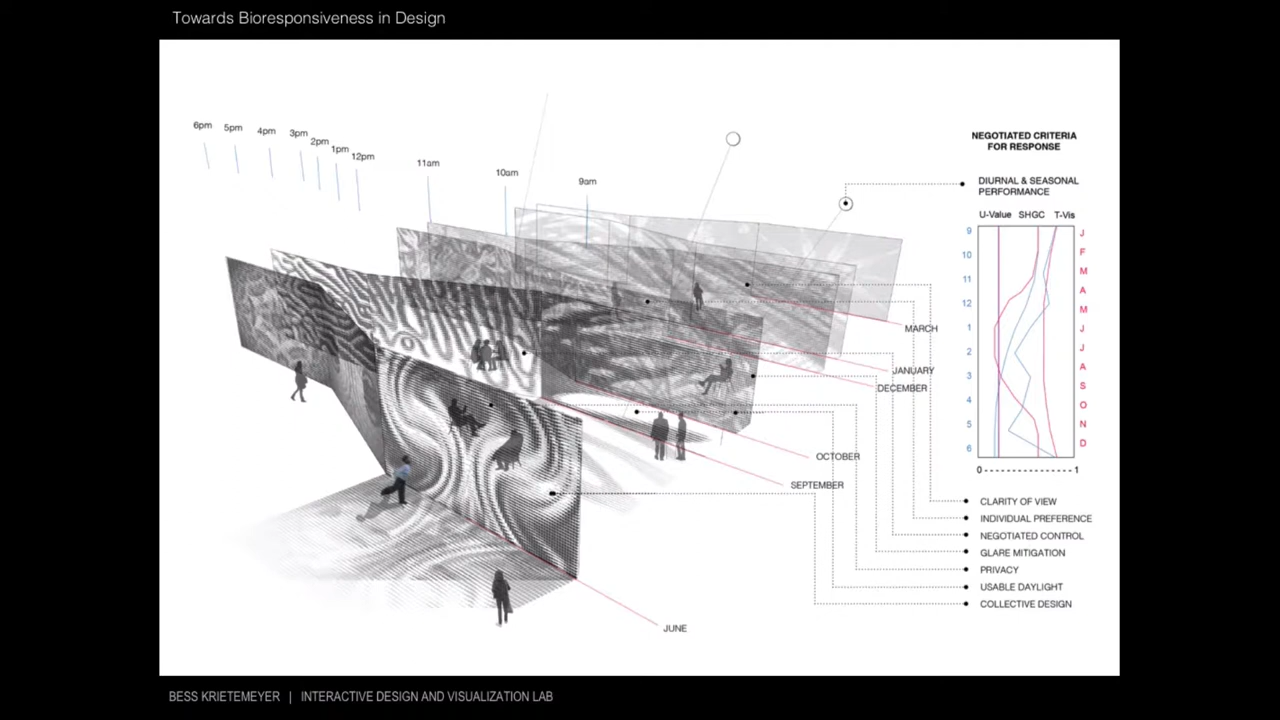 Towards Bioresponsiveness in Design
6pm
5pm
4pm
3pm
2pm
1pm
12pm
11am
10am
9am
MARCH
JANUARY
DECEMBER
OCTOBER
SEPTEMBER
JUNE
NEGOTIATED CRITERIA
FOR RESPONSE
DIURNAL & SEASONAL
PERFORMANCE
U-Value SHGC T-Vis
9
10
11
12
1
2
3
4
5
6
J
F
M
A
M
J
J
A
S
O
N
D
0 - - - - - - - - - - - - - 1
CLARITY OF VIEW
INDIVIDUAL PREFERENCE
NEGOTIATED CONTROL
GLARE MITIGATION
PRIVACY
USABLE DAYLIGHT
COLLECTIVE DESIGN
BESS KRIETEMEYER | INTERACTIVE DESIGN AND VISUALIZATION LAB